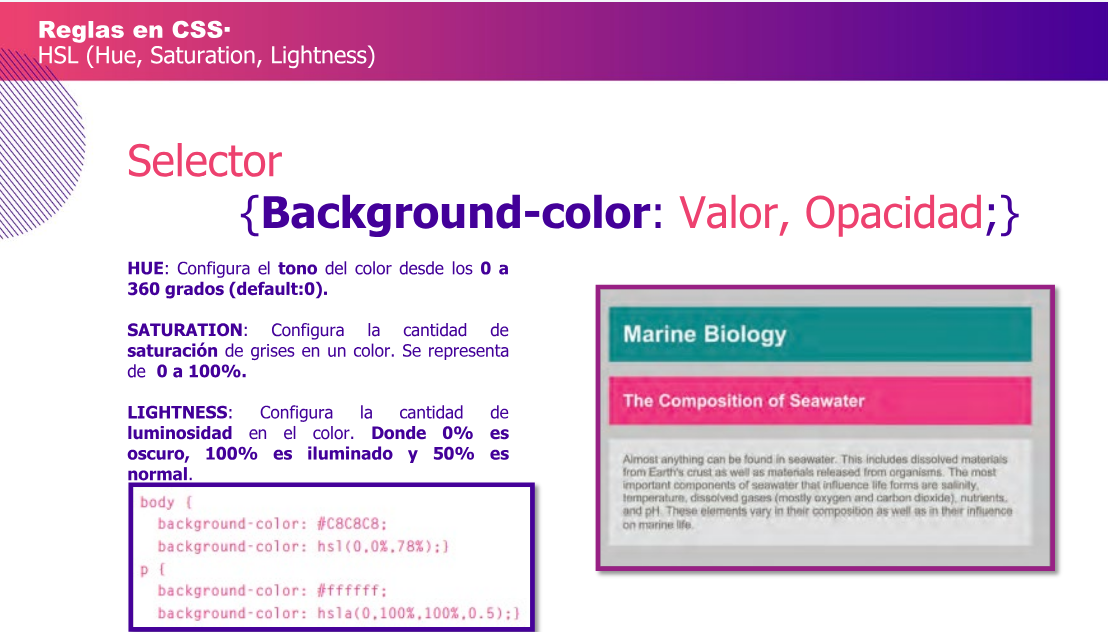 Reglas en CSS·
HSL (Hue, Saturation, Lightness)
Selector
{Background-color: Valor, Opacidad;}
HUE: Configura el tono del color desde los 0 a
360 grados (default:0).
SATURATION: Configura la cantidad de
saturación de grises en un color. Se representa
de 0 a 100%.
LIGHTNESS: Configura la cantidad de
luminosidad en el color. Donde 0% es
oscuro, 100% es iluminado y 50% es
normal.
body {
background-color: #C8C8C8;
background-color: hsl(0,0%,78%);}
p {
background-color: #ffffff;
background-color: hsla(0,100%,100%,0.5);}
Marine Biology
The Composition of Seawater
Almost anything can be found in seawater. This includes dissolved materials
from Earth's crust as well as materials released from organisms. The most
important components of seawater that influence life forms are salinity,
temperature, dissolved gases (mostly oxygen and carbon dioxide), nutrients,
and pH. These elements vary in their composition as well as in their influence
on marine life.